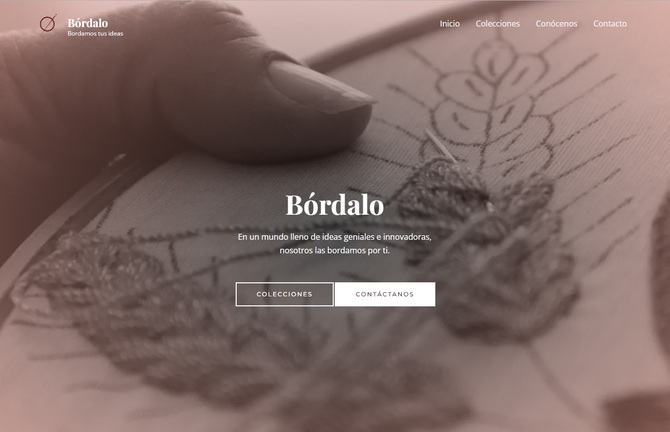 Bórdalo
Bordamos tus ideas
Inicio Colecciones Conócenos Contacto
Bórdalo
En un mundo lleno de ideas geniales e innovadoras,
nosotros las bordamos por ti.
COLECCIONES CONTÁCTANOS